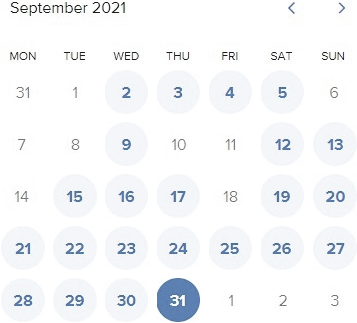 September 2021
MON TUE WED THU FRI SAT SUN
31 1 2 3 4 5 6
7 8 9 10 11 12 13
14 15 16 17 18 19 20
21 22 23 24 25 26 27
28 29 30 31 1 2 3